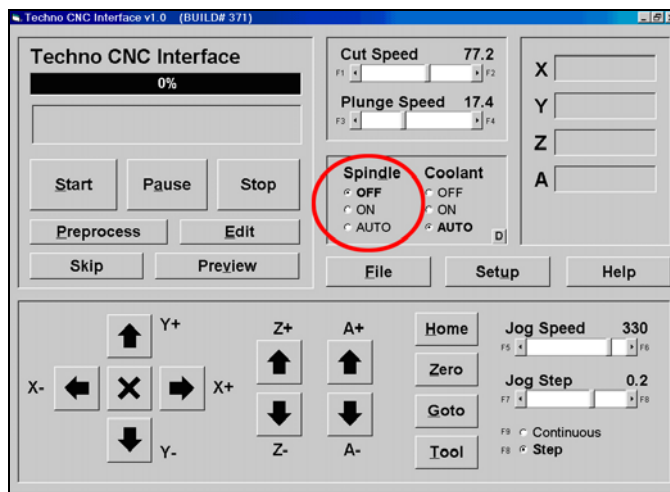 Techno CNC Interface v1.0 (BUILD# 371)
Techno CNC Interface
0%
Start Pause Stop
Preprocess Edit
Skip Preview
Cut Speed 77.2
F1 F2
Plunge Speed 17.4
F3 F4
Spindle Coolant
OFF OFF
ON ON
AUTO AUTO
D
X
Y
Z
A
File Setup Help
Y+
X- X+
Y-
Z+ A+
Z- A-
Home
Zero
Goto
Tool
Jog Speed 330
F5 F6
Jog Step 0.2
F7 F8
F9 Continuous
F8 Step